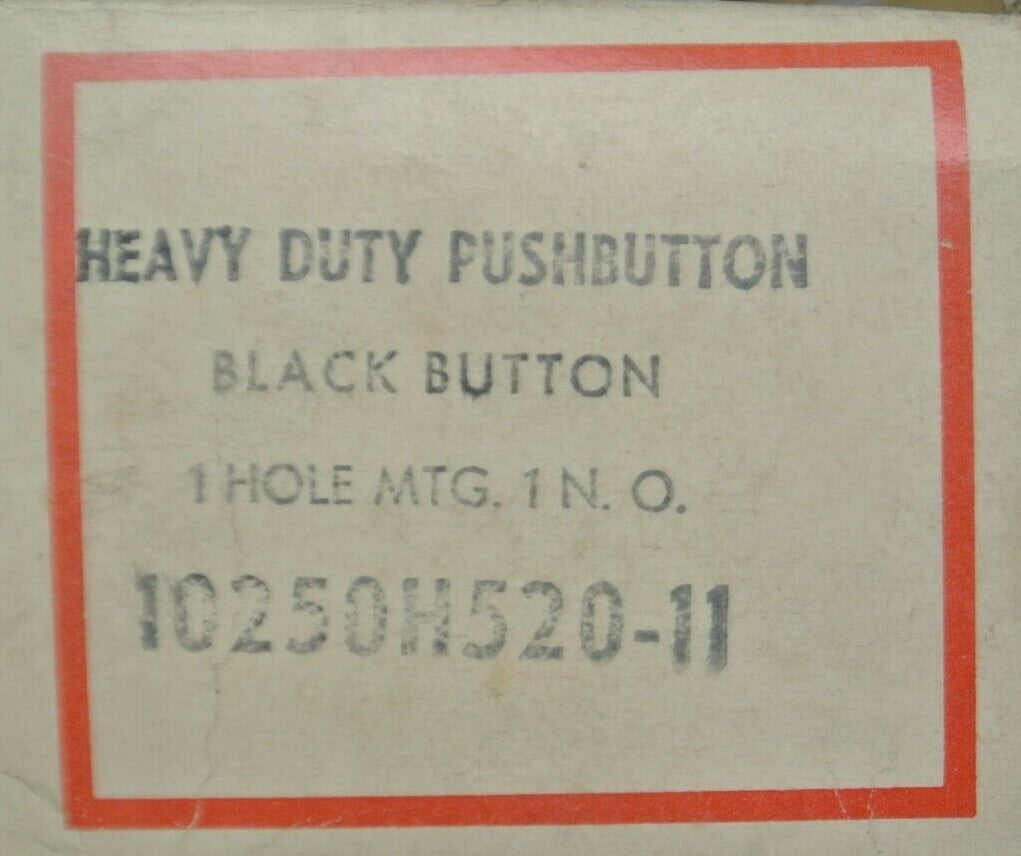 HEAVY DUTY PUSHBUTTON
BLACK BUTTON
1 HOLE MTG. 1 N. O.
10250H520-11